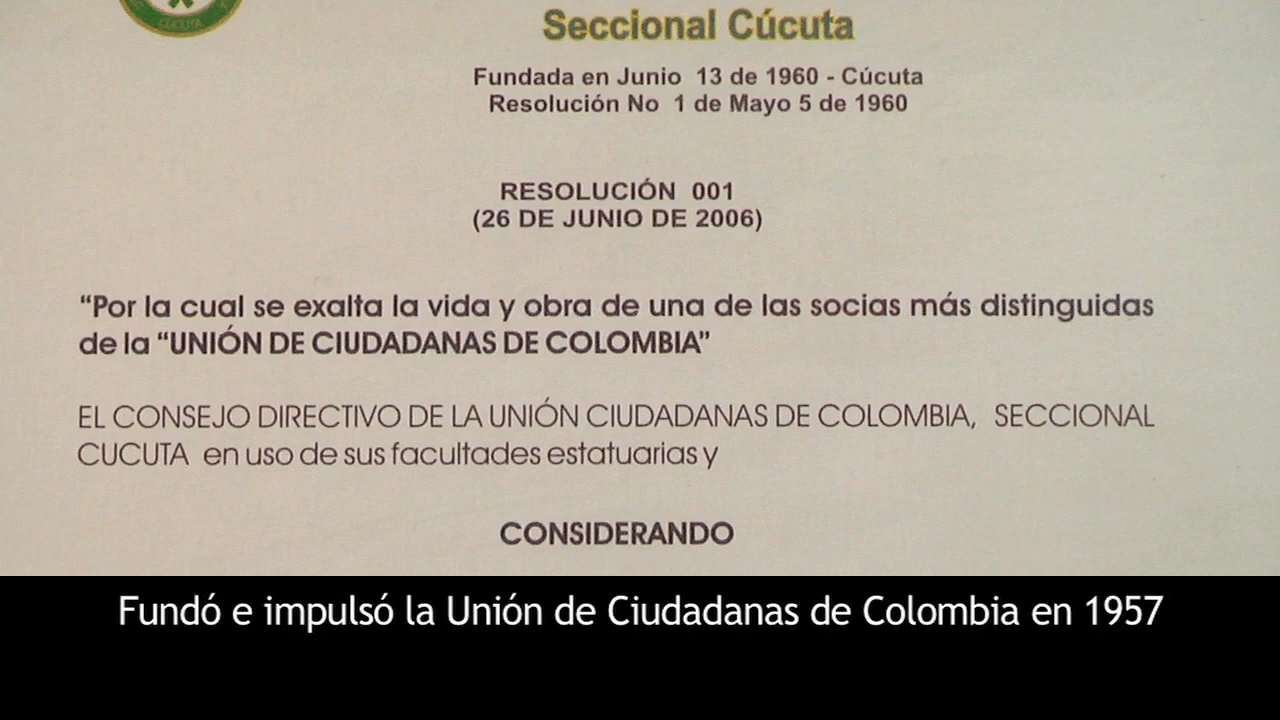 CÚCUTA
Seccional Cúcuta
Fundada en Junio 13 de 1960 - Cúcuta
Resolución No 1 de Mayo 5 de 1960
RESOLUCIÓN 001
(26 DE JUNIO DE 2006)
“Por la cual se exalta la vida y obra de una de las socias más distinguidas
de la “UNIÓN DE CIUDADANAS DE COLOMBIA”
EL CONSEJO DIRECTIVO DE LA UNIÓN CIUDADANAS DE COLOMBIA, SECCIONAL
CUCUTA en uso de sus facultades estatuarias y
CONSIDERANDO
Fundó e impulsó la Unión de Ciudadanas de Colombia en 1957